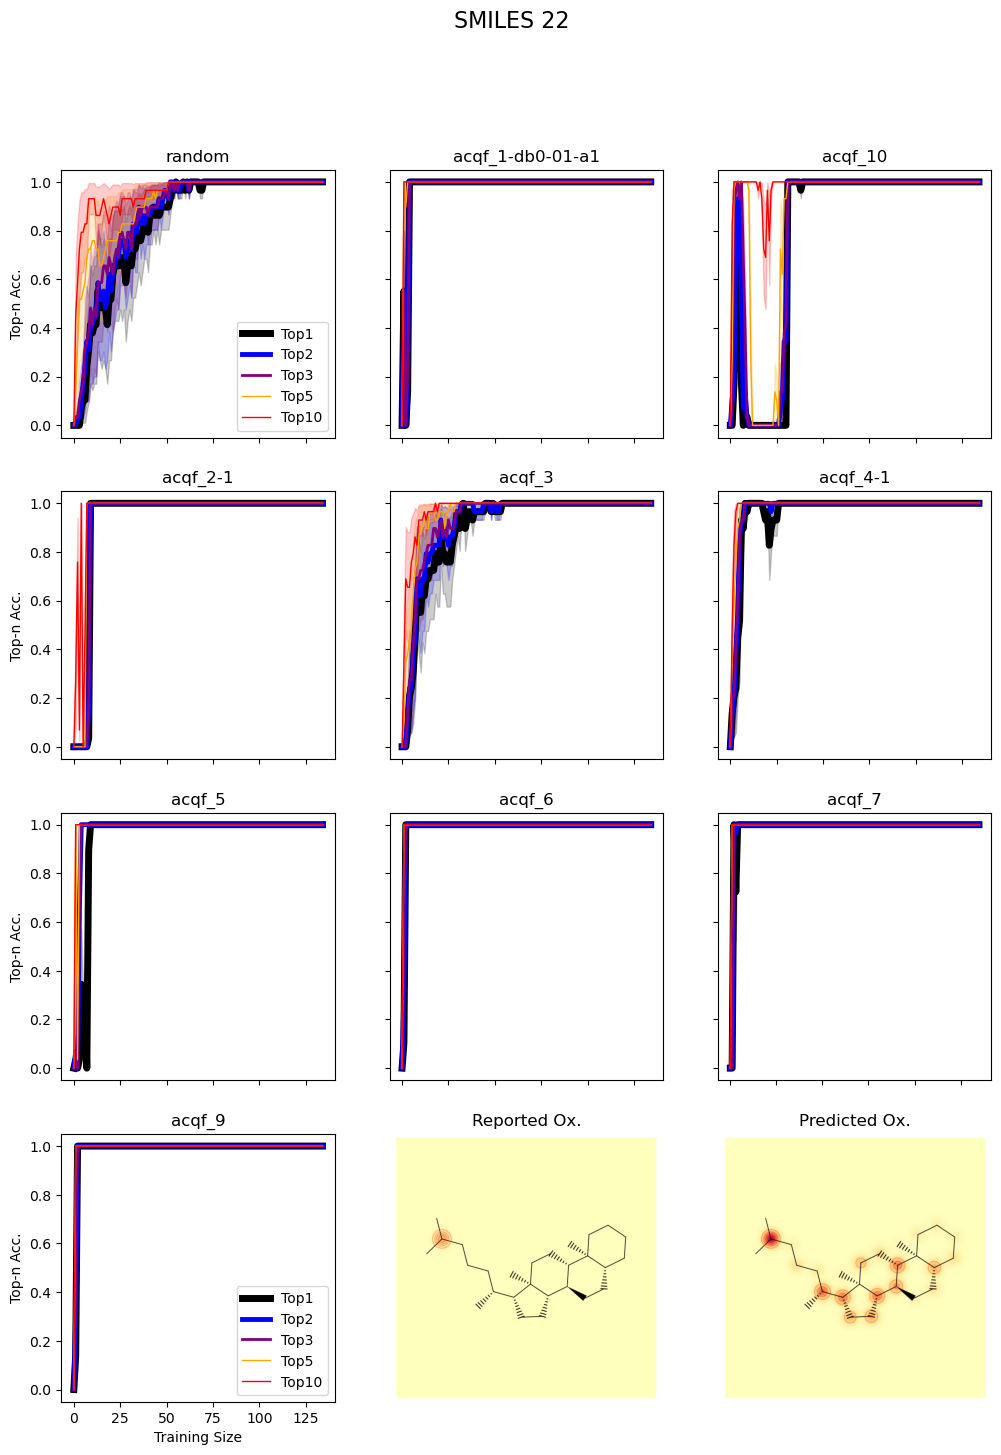 SMILES 22
random
acqf_1-db0-01-a1
acqf_10
Top-n Acc.
1.0
0.8
0.6
0.4
0.2
0.0
Top1
Top2
Top3
Top5
Top10
acqf_2-1
acqf_3
acqf_4-1
Top-n Acc.
1.0
0.8
0.6
0.4
0.2
0.0
acqf_5
acqf_6
acqf_7
Top-n Acc.
1.0
0.8
0.6
0.4
0.2
0.0
acqf_9
Reported Ox.
Predicted Ox.
Top-n Acc.
1.0
0.8
0.6
0.4
0.2
0.0
Top1
Top2
Top3
Top5
Top10
0 25 50 75 100 125
Training Size